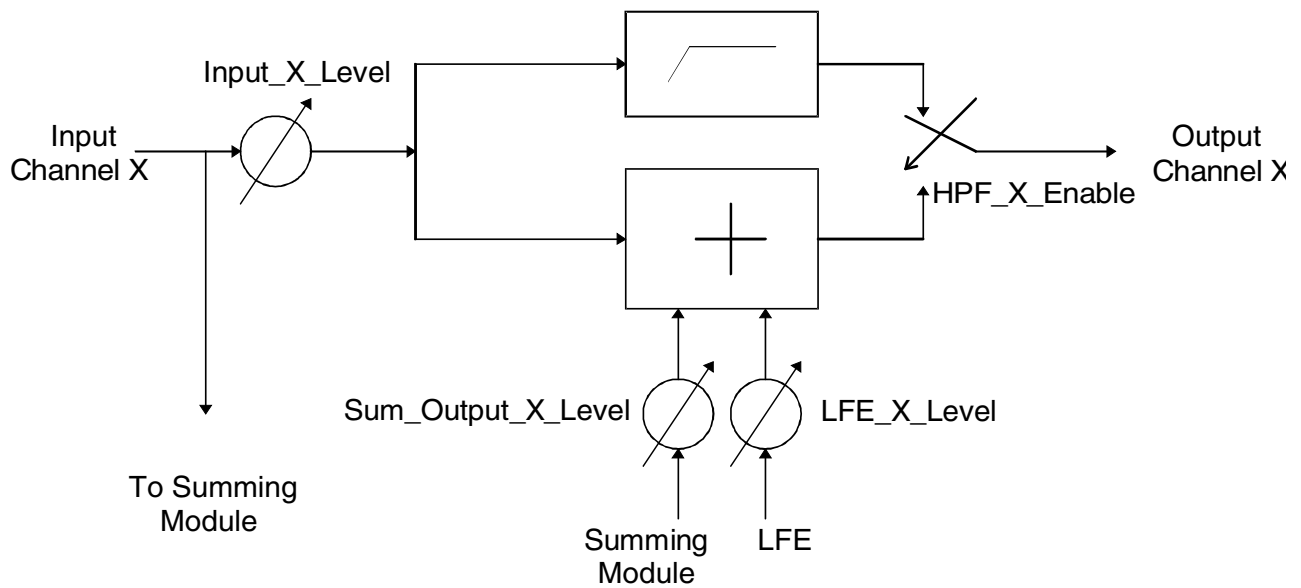 Input_X_Level
Input
Channel X
Output
Channel X
HPF_X_Enable
Sum_Output_X_Level
LFE_X_Level
To Summing
Module
Summing
Module
LFE